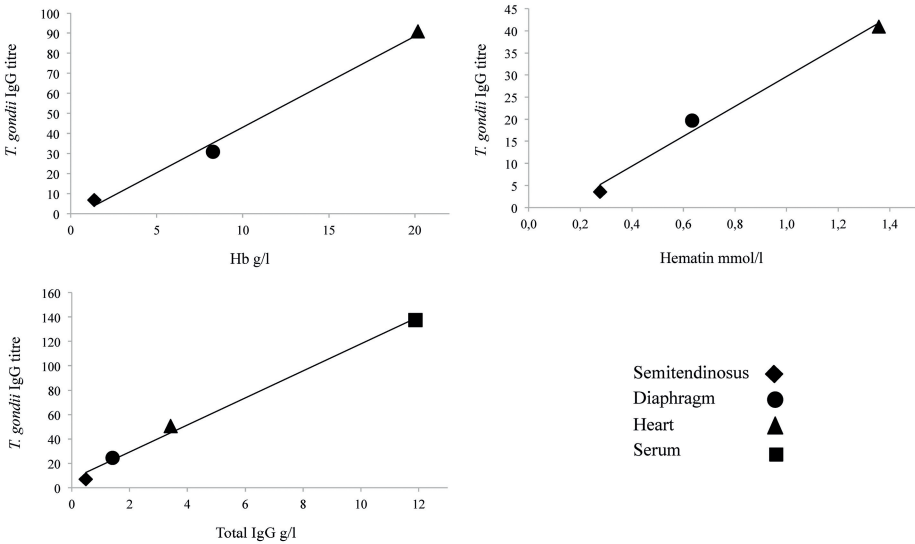 100
90
80
70
60
50
40
30
20
10
0
T. gondii IgG titre
0 5 10 15 20
Hb g/l
45
40
35
30
25
20
15
10
5
0
T. gondii IgG titre
0,0 0,2 0,4 0,6 0,8 1,0 1,2 1,4
Hematin mmol/l
160
140
120
100
80
60
40
20
0
T. gondii IgG titre
0 2 4 6 8 10 12
Total IgG g/l
Semitendinosus
Diaphragm
Heart
Serum